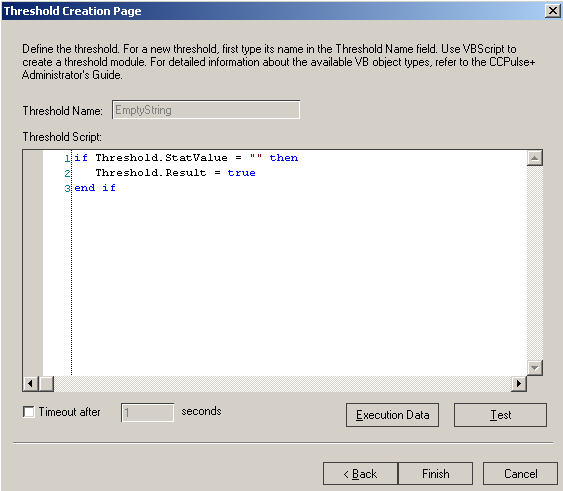 Threshold Creation Page
Define the threshold. For a new threshold, first type its name in the Threshold Name field. Use VBScript to
create a threshold module. For detailed information about the available VB object types, refer to the CCPulse+
Administrator's Guide.
Threshold Name: EmptyString
Threshold Script:
1 if Threshold.StatValue = "" then
2 Threshold.Result = true
3 end if
Timeout after 1 seconds
Execution Data
Test
< Back
Finish
Cancel